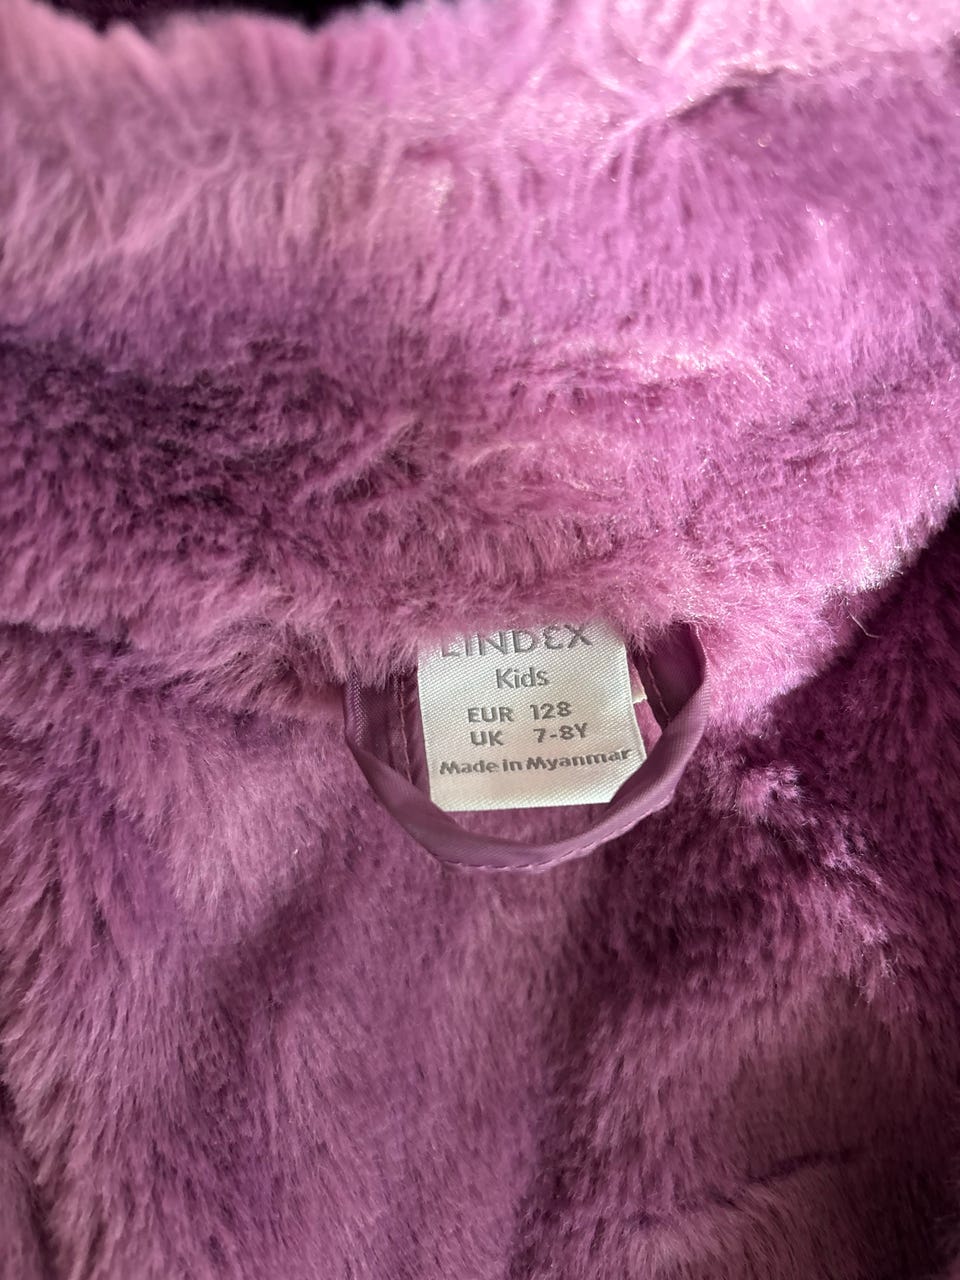 LINDEX
Kids
EUR 128
UK 7-8Y
Made in Myanmar